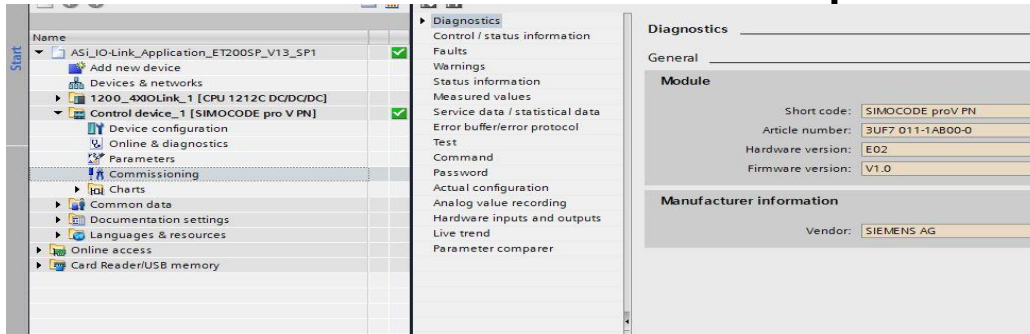 Start
Name
ASi_IO-Link_Application_ET200SP_V13_SP1
Add new device
Devices & networks
1200_4XIOLink_1 [CPU 1212C DC/DC/DC]
Control device_1 [SIMOCODE pro V PN]
Device configuration
Online & diagnostics
Parameters
Commissioning
Charts
Common data
Documentation settings
Languages & resources
Online access
Card Reader/USB memory
Diagnostics
Control / status information
Faults
Warnings
Status information
Measured values
Service data / statistical data
Error buffer/error protocol
Test
Command
Password
Actual configuration
Analog value recording
Hardware inputs and outputs
Live trend
Parameter comparer
Diagnostics
General
Module
Short code: SIMOCODE proV PN
Article number: 3UF7 011-1AB00-0
Hardware version: E02
Firmware version: V1.0
Manufacturer information
Vendor: SIEMENS AG